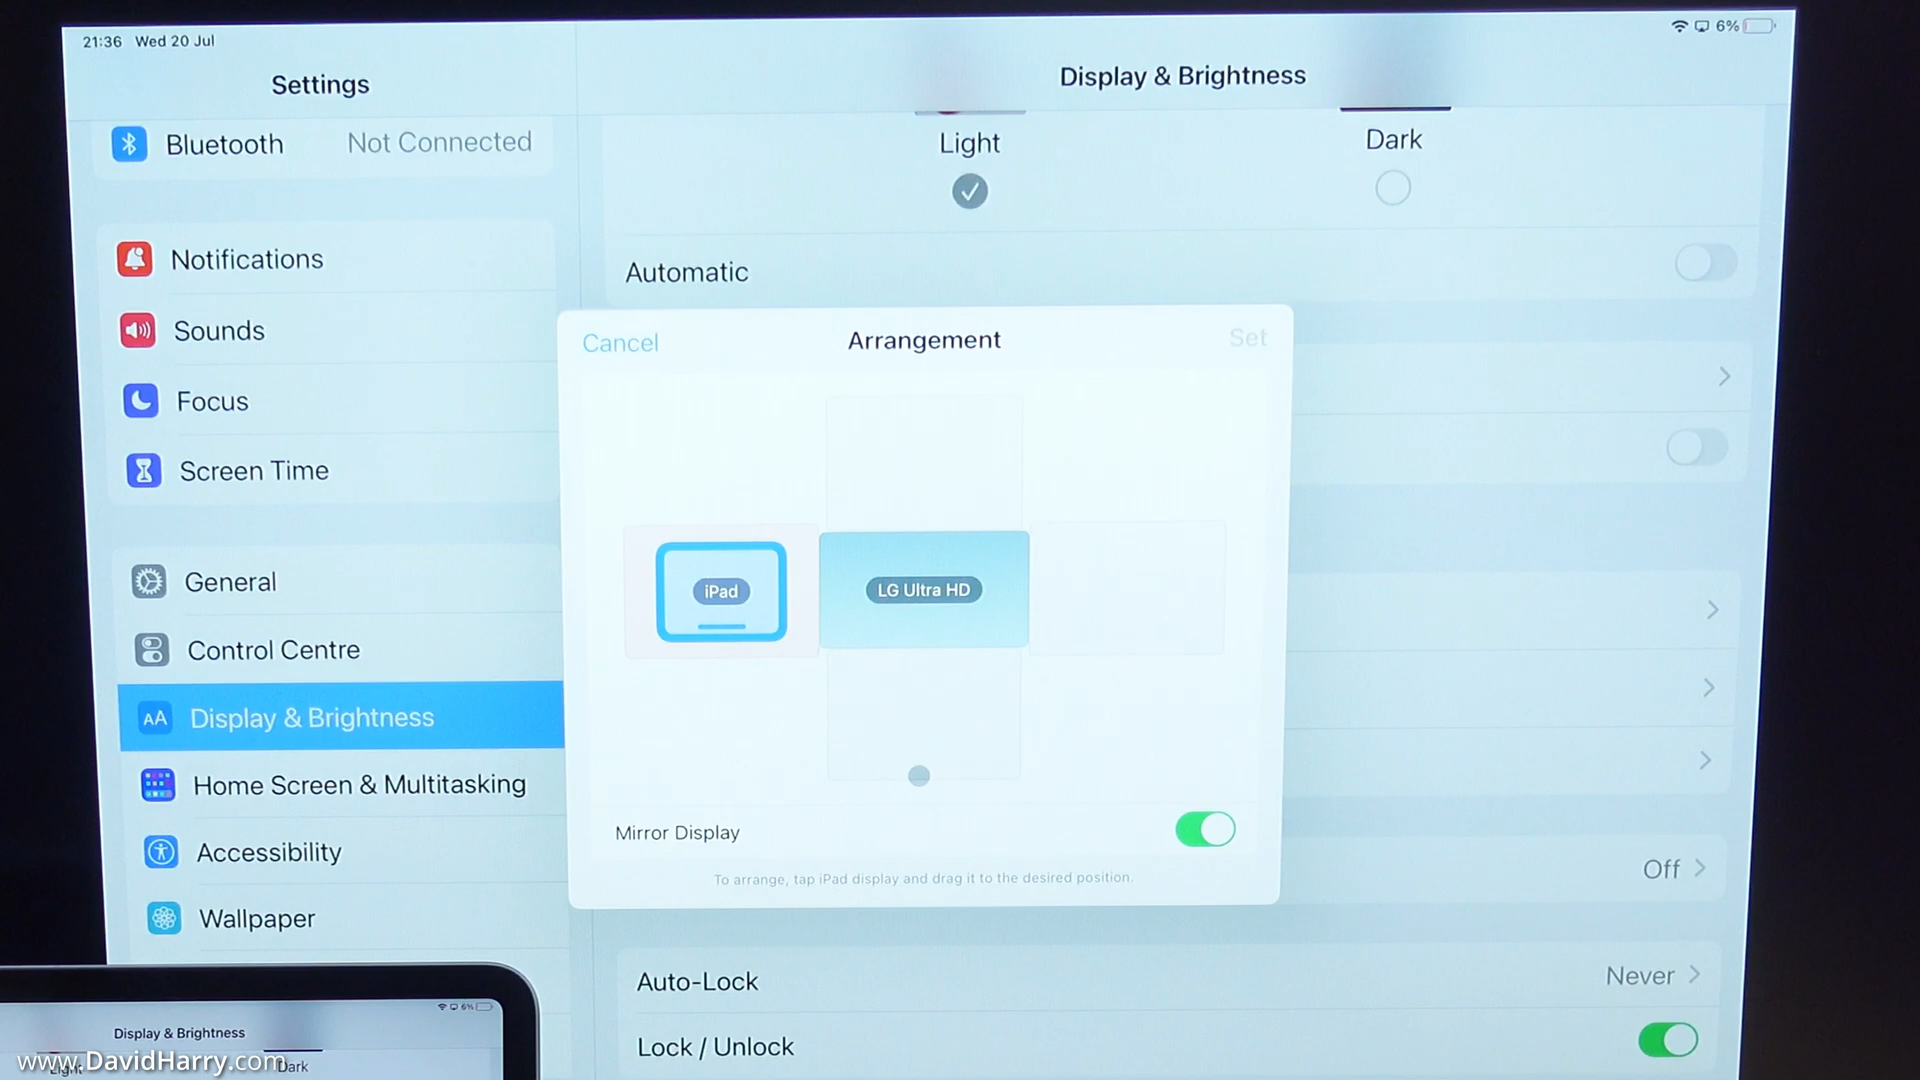 21:36 Wed 20 Jul
6%
Settings
Display & Brightness
Bluetooth Not Connected
Light
Dark
Notifications
Automatic
Sounds
Focus
Screen Time
Cancel
Arrangement
Set
iPad
LG Ultra HD
General
Control Centre
AA Display & Brightness
Home Screen & Multitasking
Accessibility
Wallpaper
Mirror Display
To arrange, tap iPad display and drag it to the desired position.
Off
Auto-Lock
Never
Lock / Unlock
6%
Display & Brightness
Light
Dark
www.DavidHarry.com